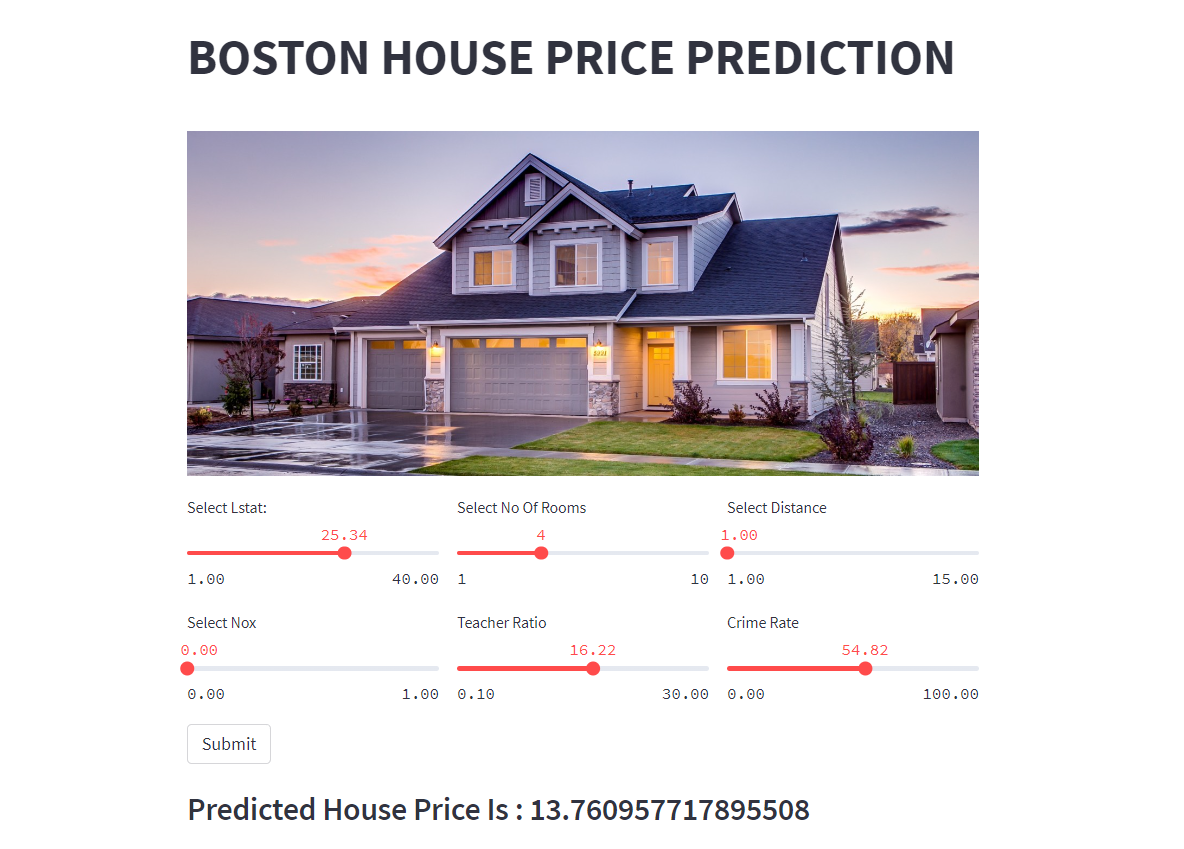 BOSTON HOUSE PRICE PREDICTION
Select Lstat: Select No Of Rooms Select Distance
25.34 4 1.00
1.00 40.00 1 10 1.00 15.00
Select Nox Teacher Ratio Crime Rate
0.00 16.22 54.82
0.00 1.00 0.10 30.00 0.00 100.00
Submit
Predicted House Price Is : 13.760957717895508